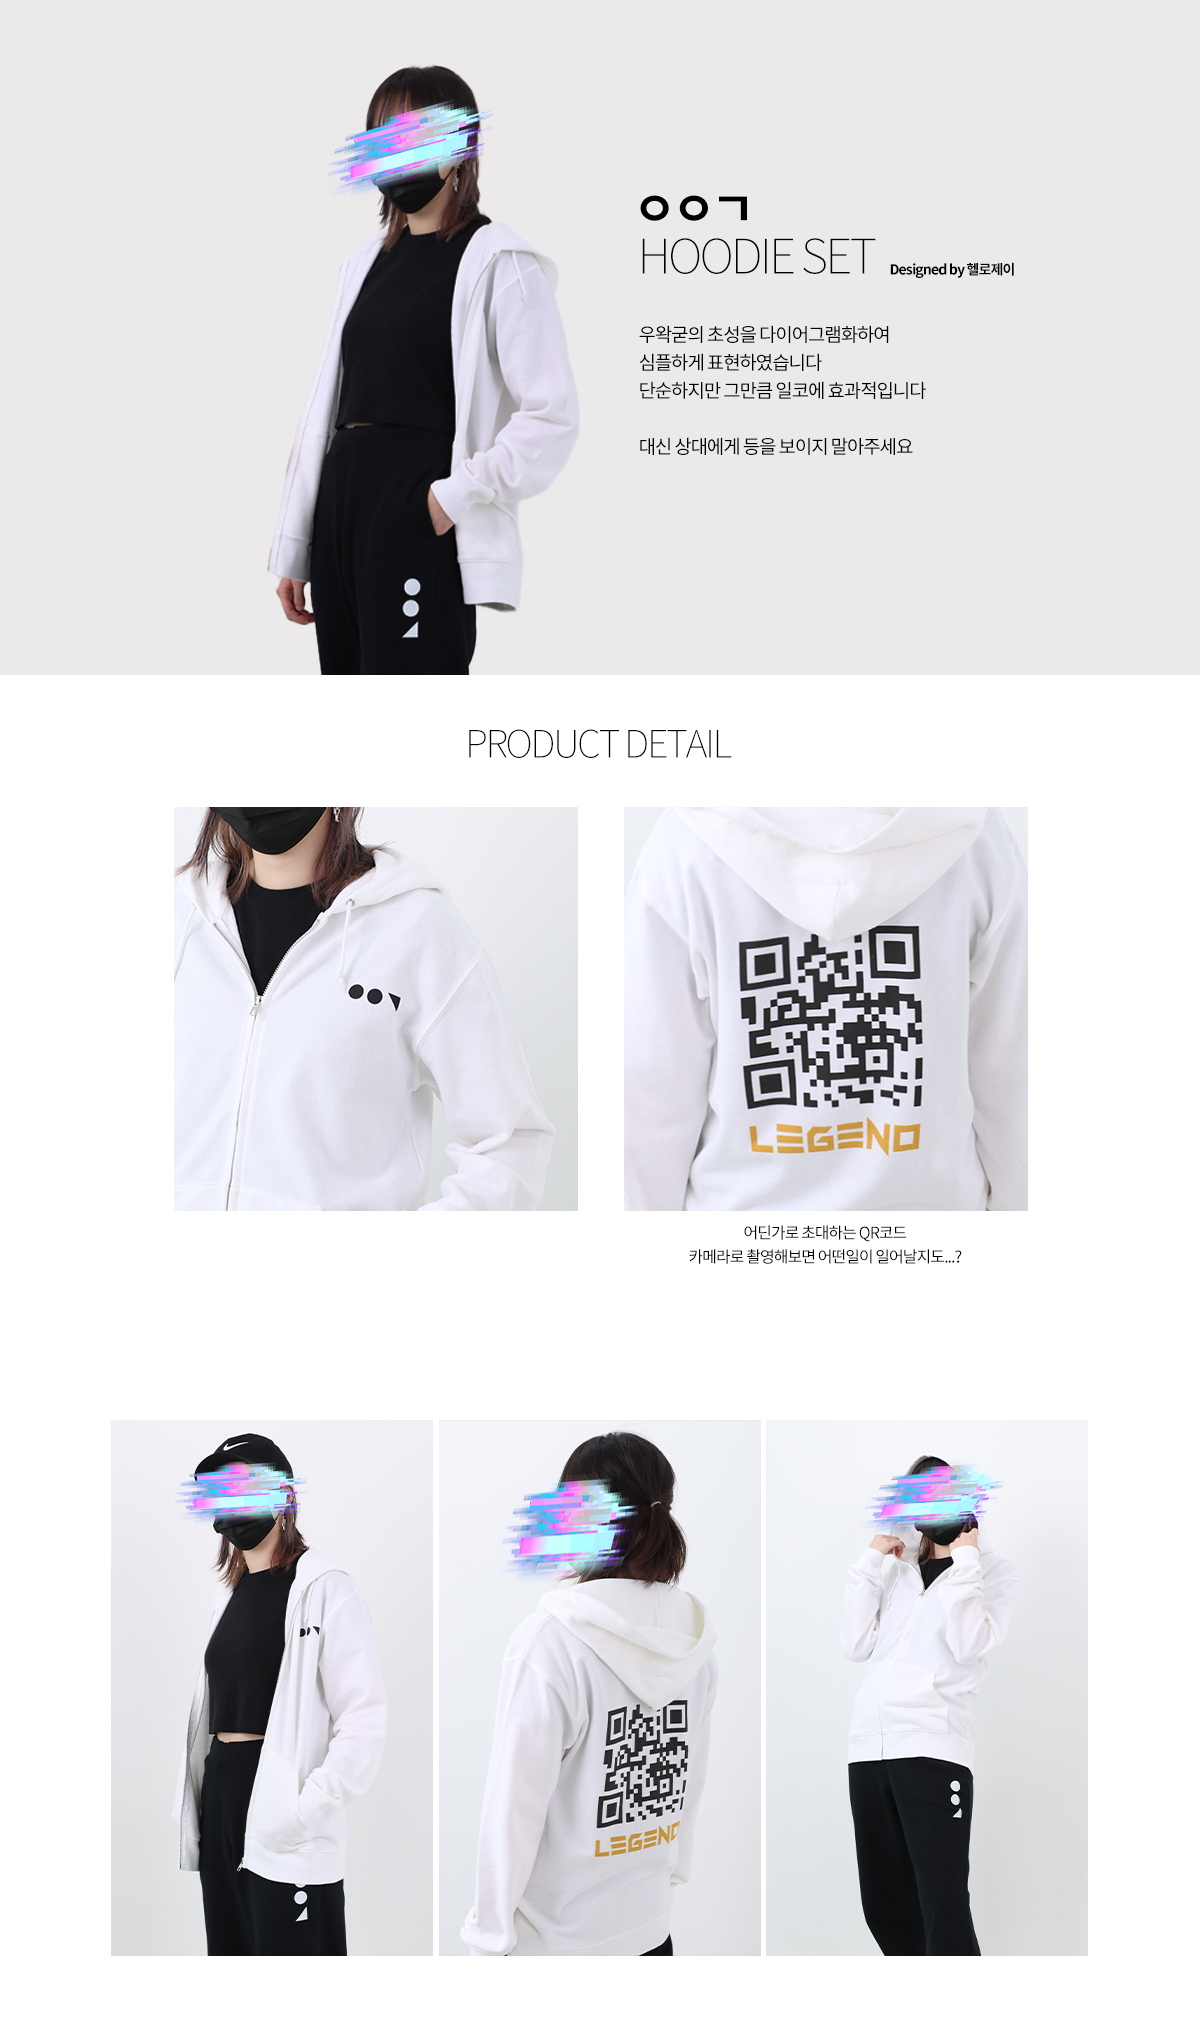 ㅇㅇㄱ
HOODIE SET Designed by 헬로제이
우왁굳의 초성을 다이어그램화하여
심플하게 표현하였습니다
단순하지만 그만큼 일코에 효과적입니다
대신 상대에게 등을 보이지 말아주세요
PRODUCT DETAIL
LEGEND
어딘가로 초대하는 QR코드
카메라로 촬영해보면 어떤일이 일어날지도...?
LEGEND